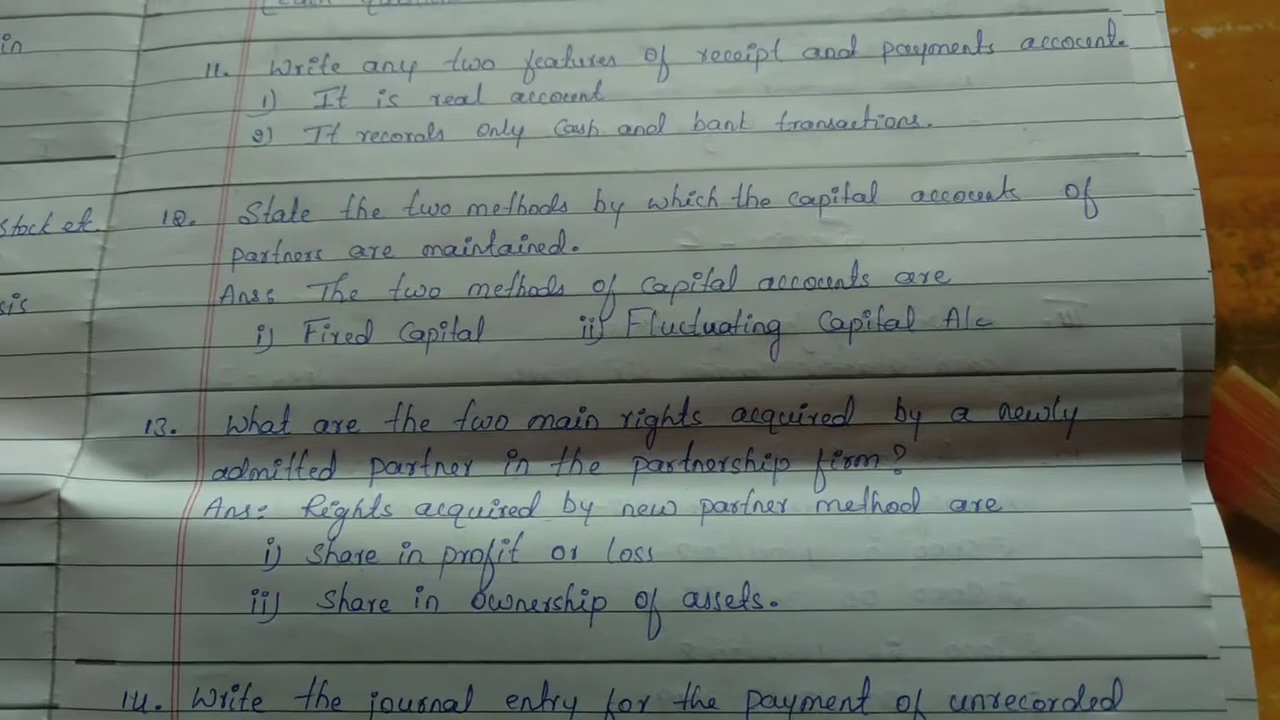 in
11. Write any two features of receipt and payments account.
1) It is real account
2) It records only Cash and bank transactions.
stock et.
12. State the two methods by which the capital accounts of
partners are maintained.
Ans: The two methods of capital accounts are
i) Fixed Capital ii) Fluctuating Capital A/c
sis
13. What are the two main rights acquired by a newly
admitted partner in the partnership firm?
Ans: Rights acquired by new partner method are
i) Share in profit or loss
ii) Share in ownership of assets.
14. Write the journal entry for the payment of unrecorded